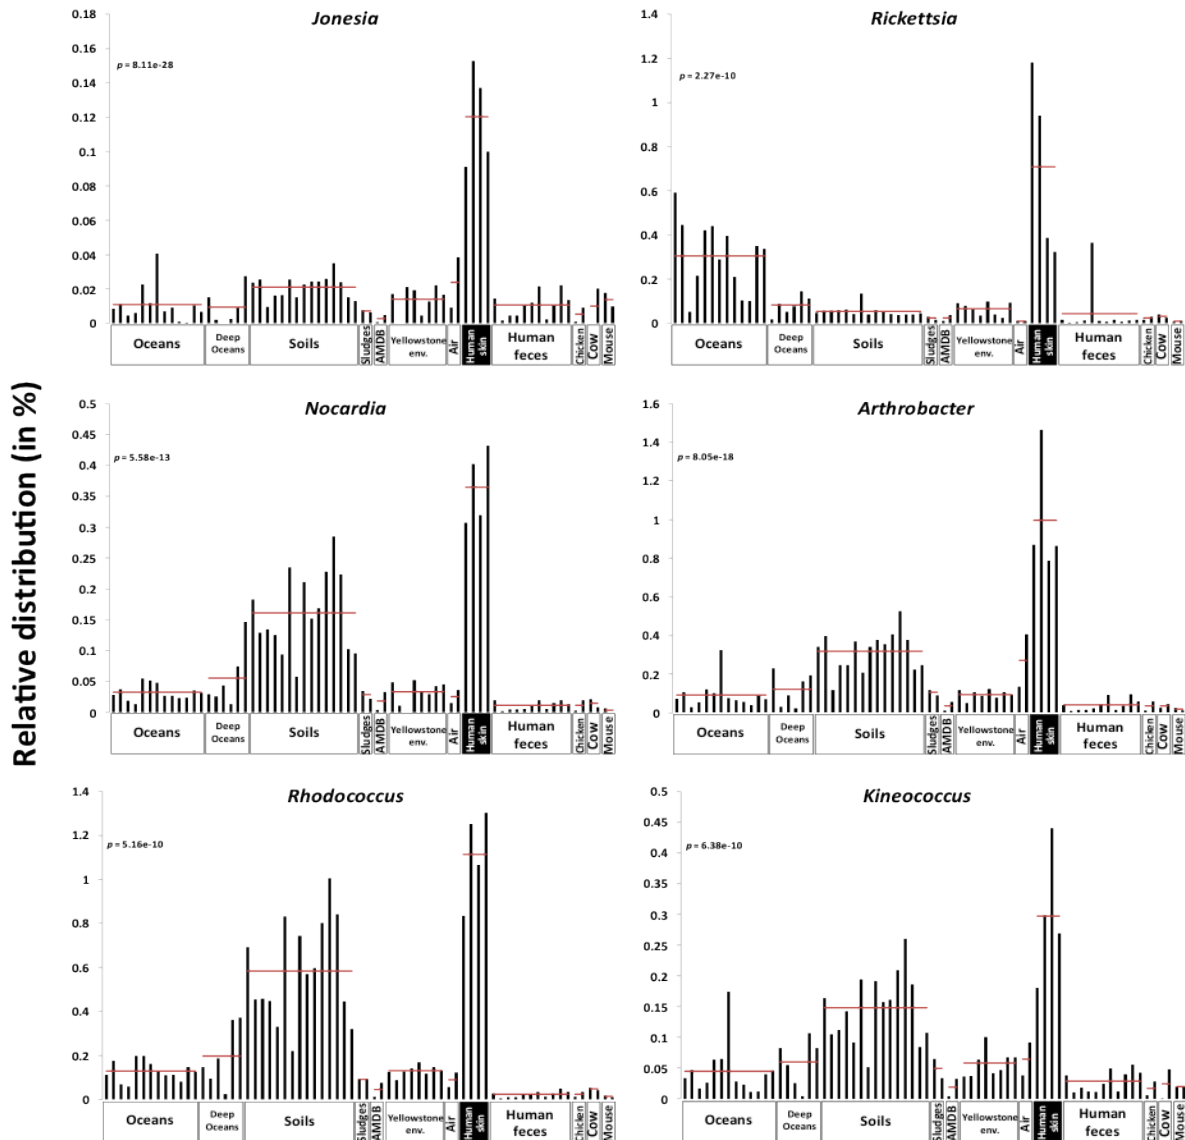 Relative distribution (in %)
Jonesia
p = 8.11e-28
0.18
0.16
0.14
0.12
0.1
0.08
0.06
0.04
0.02
0
Oceans
Deep
Oceans
Soils
Sludges
AMDB
Yellowstone
env.
Air
Human
skin
Human
feces
Chicken
Cow
Mouse
Rickettsia
p = 2.27e-10
1.4
1.2
1
0.8
0.6
0.4
0.2
0
Oceans
Deep
Oceans
Soils
Sludges
AMDB
Yellowstone
env.
Air
Human
skin
Human
feces
Chicken
Cow
Mouse
Nocardia
p = 5.58e-13
0.5
0.45
0.4
0.35
0.3
0.25
0.2
0.15
0.1
0.05
0
Oceans
Deep
Oceans
Soils
Sludges
AMDB
Yellowstone
env.
Air
Human
skin
Human
feces
Chicken
Cow
Mouse
Arthrobacter
p = 8.05e-18
1.6
1.4
1.2
1
0.8
0.6
0.4
0.2
0
Oceans
Deep
Oceans
Soils
Sludges
AMDB
Yellowstone
env.
Air
Human
skin
Human
feces
Chicken
Cow
Mouse
Rhodococcus
p = 5.16e-10
1.4
1.2
1
0.8
0.6
0.4
0.2
0
Oceans
Deep
Oceans
Soils
Sludges
AMDB
Yellowstone
env.
Air
Human
skin
Human
feces
Chicken
Cow
Mouse
Kineococcus
p = 6.38e-10
0.5
0.45
0.4
0.35
0.3
0.25
0.2
0.15
0.1
0.05
0
Oceans
Deep
Oceans
Soils
Sludges
AMDB
Yellowstone
env.
Air
Human
skin
Human
feces
Chicken
Cow
Mouse